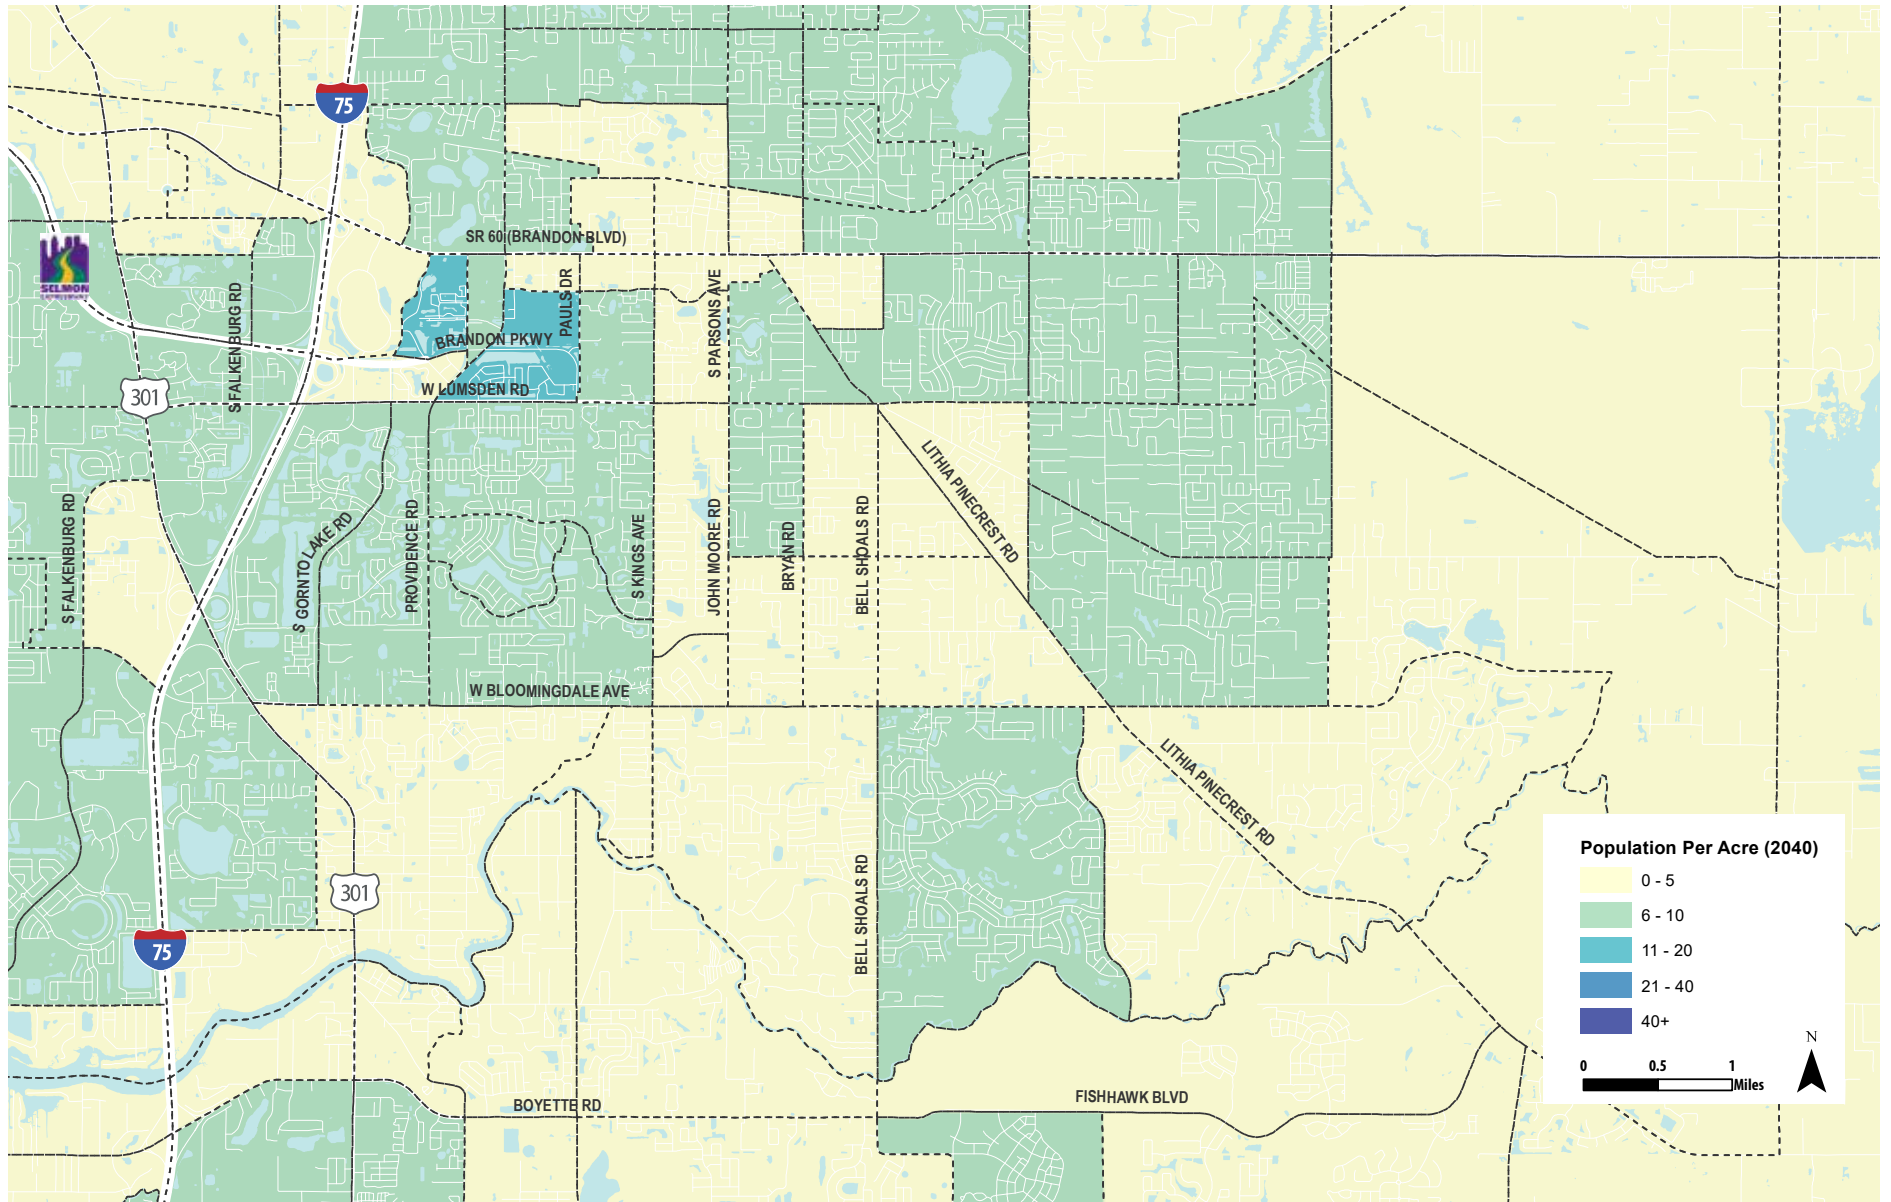 75
SR 60 (BRANDON BLVD)
SELMON
PAULS DR
S FALKENBURG RD
S PARSONS AVE
BRANDON PKWY
W LUMSDEN RD
301
LITHIA PINECREST RD
S FALKENBURG RD
S GORNTO LAKE RD
PROVIDENCE RD
S KINGS AVE
JOHN MOORE RD
BRYAN RD
BELL SHOALS RD
W BLOOMINGDALE AVE
LITHIA PINECREST RD
BELL SHOALS RD
301
75
BOYETTE RD
FISHHAWK BLVD
Population Per Acre (2040)
0 - 5
6 - 10
11 - 20
21 - 40
40+
N
0 0.5 1
Miles